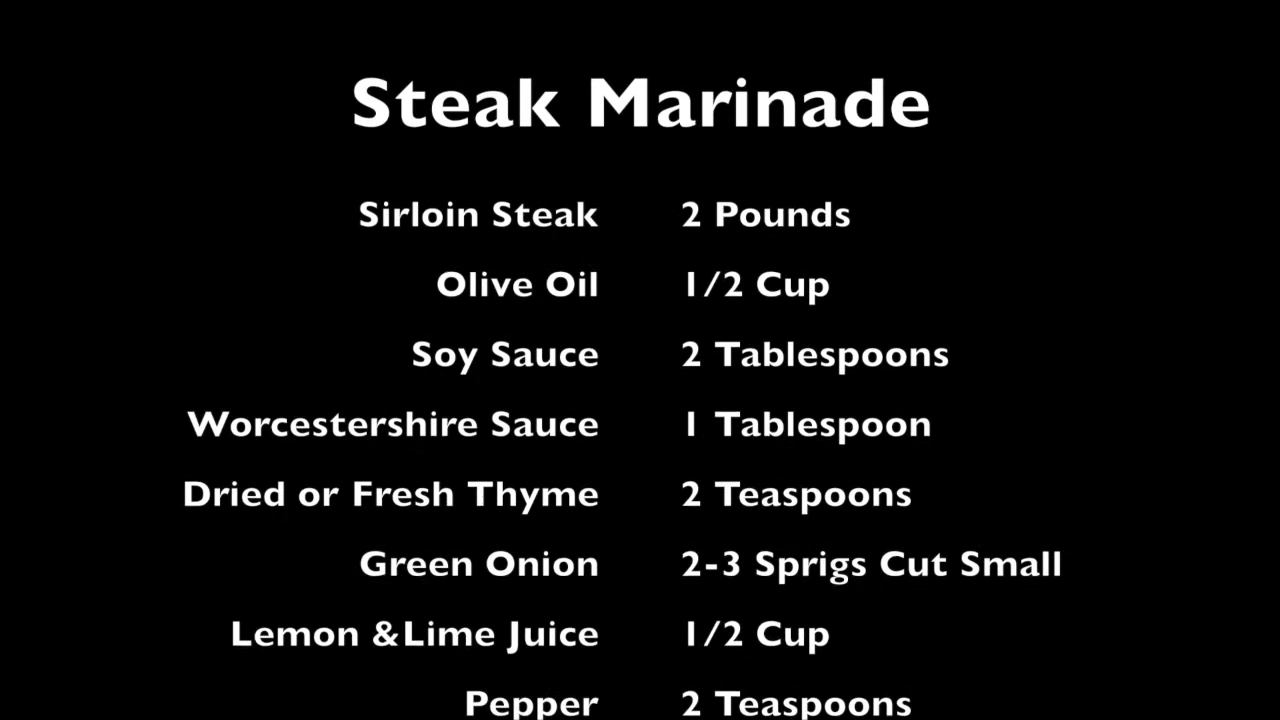 Steak Marinade
Sirloin Steak 2 Pounds
Olive Oil 1/2 Cup
Soy Sauce 2 Tablespoons
Worcestershire Sauce 1 Tablespoon
Dried or Fresh Thyme 2 Teaspoons
Green Onion 2-3 Sprigs Cut Small
Lemon &Lime Juice 1/2 Cup
Pepper 2 Teaspoons